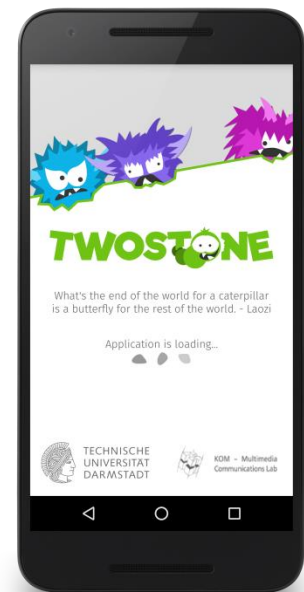 TWOSTONE
What's the end of the world for a caterpillar
is a butterfly for the rest of the world. - Laozi
Application is loading...
TECHNISCHE
UNIVERSITÄT
DARMSTADT
KOM – Multimedia
Communications Lab